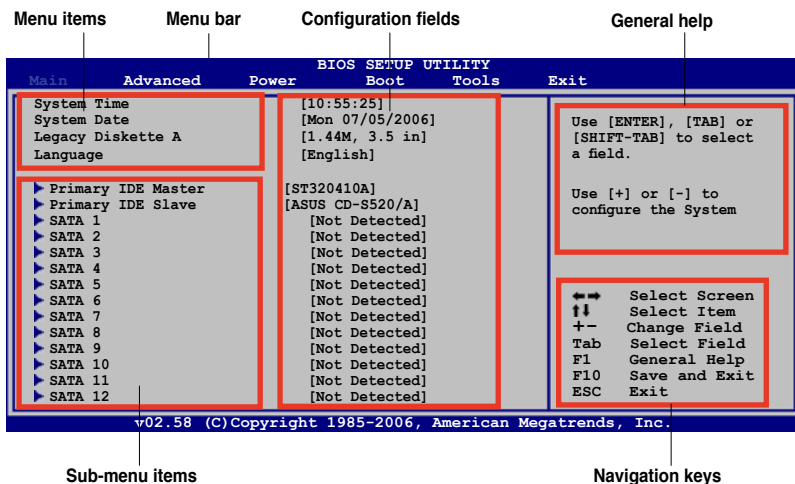 Menu items Menu bar Configuration fields General help
BIOS SETUP UTILITY
Main Advanced Power Boot Tools Exit
System Time [10:55:25]
System Date [Mon 07/05/2006]
Legacy Diskette A [1.44M, 3.5 in]
Language [English]
Primary IDE Master [ST320410A]
Primary IDE Slave [ASUS CD-S520/A]
SATA 1 [Not Detected]
SATA 2 [Not Detected]
SATA 3 [Not Detected]
SATA 4 [Not Detected]
SATA 5 [Not Detected]
SATA 6 [Not Detected]
SATA 7 [Not Detected]
SATA 8 [Not Detected]
SATA 9 [Not Detected]
SATA 10 [Not Detected]
SATA 11 [Not Detected]
SATA 12 [Not Detected]
Use [ENTER], [TAB] or
[SHIFT-TAB] to select
a field.
Use [+] or [-] to
configure the System
Select Screen
Select Item
+- Change Field
Tab Select Field
F1 General Help
F10 Save and Exit
ESC Exit
v02.58 (C)Copyright 1985-2006, American Megatrends, Inc.
Sub-menu items Navigation keys